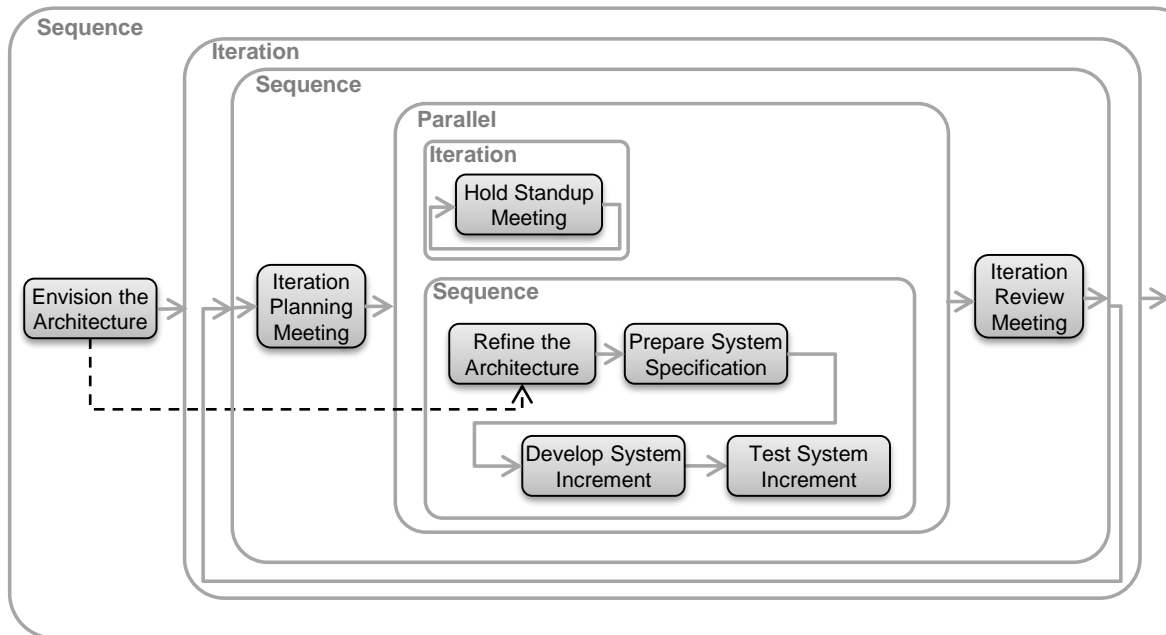 Sequence
Iteration
Sequence
Parallel
Iteration
Hold Standup
Meeting
Envision the
Architecture
Iteration
Planning
Meeting
Sequence
Refine the
Architecture
Prepare System
Specification
Develop System
Increment
Test System
Increment
Iteration
Review
Meeting